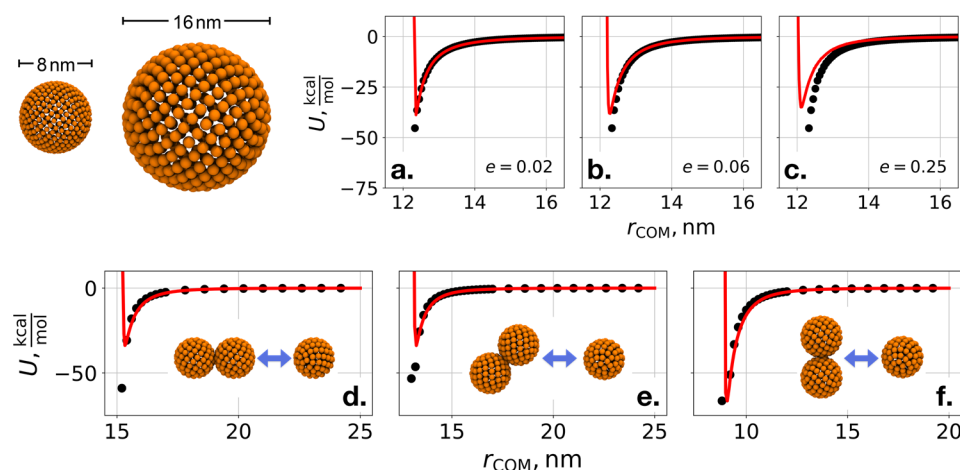 16 nm
8 nm
0
−25
−50
−75
U, kcal/mol
a.
e = 0.02
b.
e = 0.06
c.
e = 0.25
12 14 16 12 14 16 12 14 16
rCOM, nm
0
−50
U, kcal/mol
d.
e.
f.
15 20 25 15 20 25 10 15 20
rCOM, nm